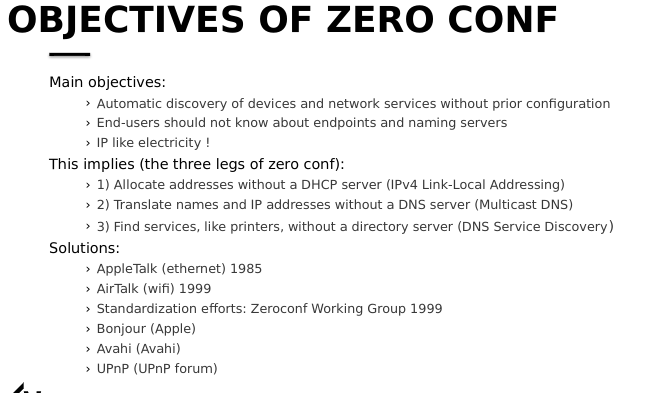 OBJECTIVES OF ZERO CONF
Main objectives:
› Automatic discovery of devices and network services without prior configuration
› End-users should not know about endpoints and naming servers
› IP like electricity !
This implies (the three legs of zero conf):
› 1) Allocate addresses without a DHCP server (IPv4 Link-Local Addressing)
› 2) Translate names and IP addresses without a DNS server (Multicast DNS)
› 3) Find services, like printers, without a directory server (DNS Service Discovery)
Solutions:
› AppleTalk (ethernet) 1985
› AirTalk (wifi) 1999
› Standardization efforts: Zeroconf Working Group 1999
› Bonjour (Apple)
› Avahi (Avahi)
› UPnP (UPnP forum)